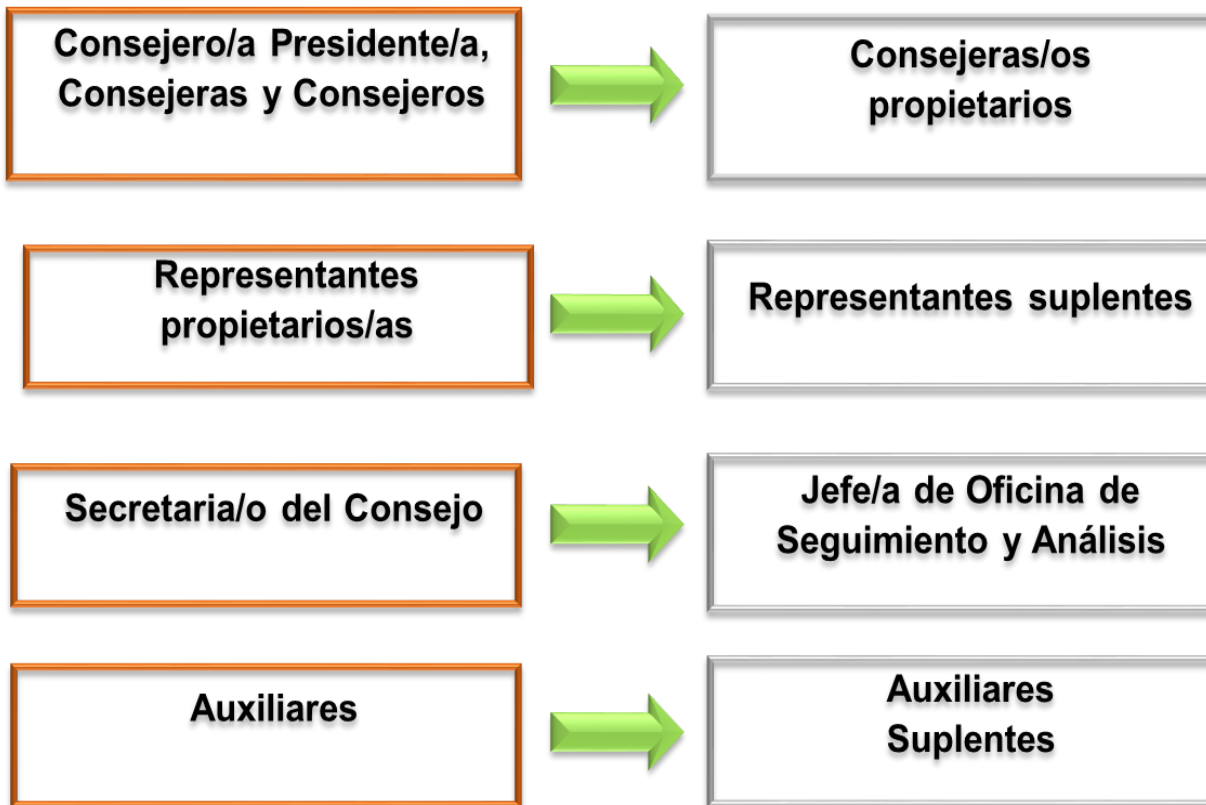 Consejero/a Presidente/a,
Consejeras y Consejeros
Consejeras/os
propietarios
Representantes
propietarios/as
Representantes suplentes
Secretaria/o del Consejo
Jefe/a de Oficina de
Seguimiento y Análisis
Auxiliares
Auxiliares
Suplentes